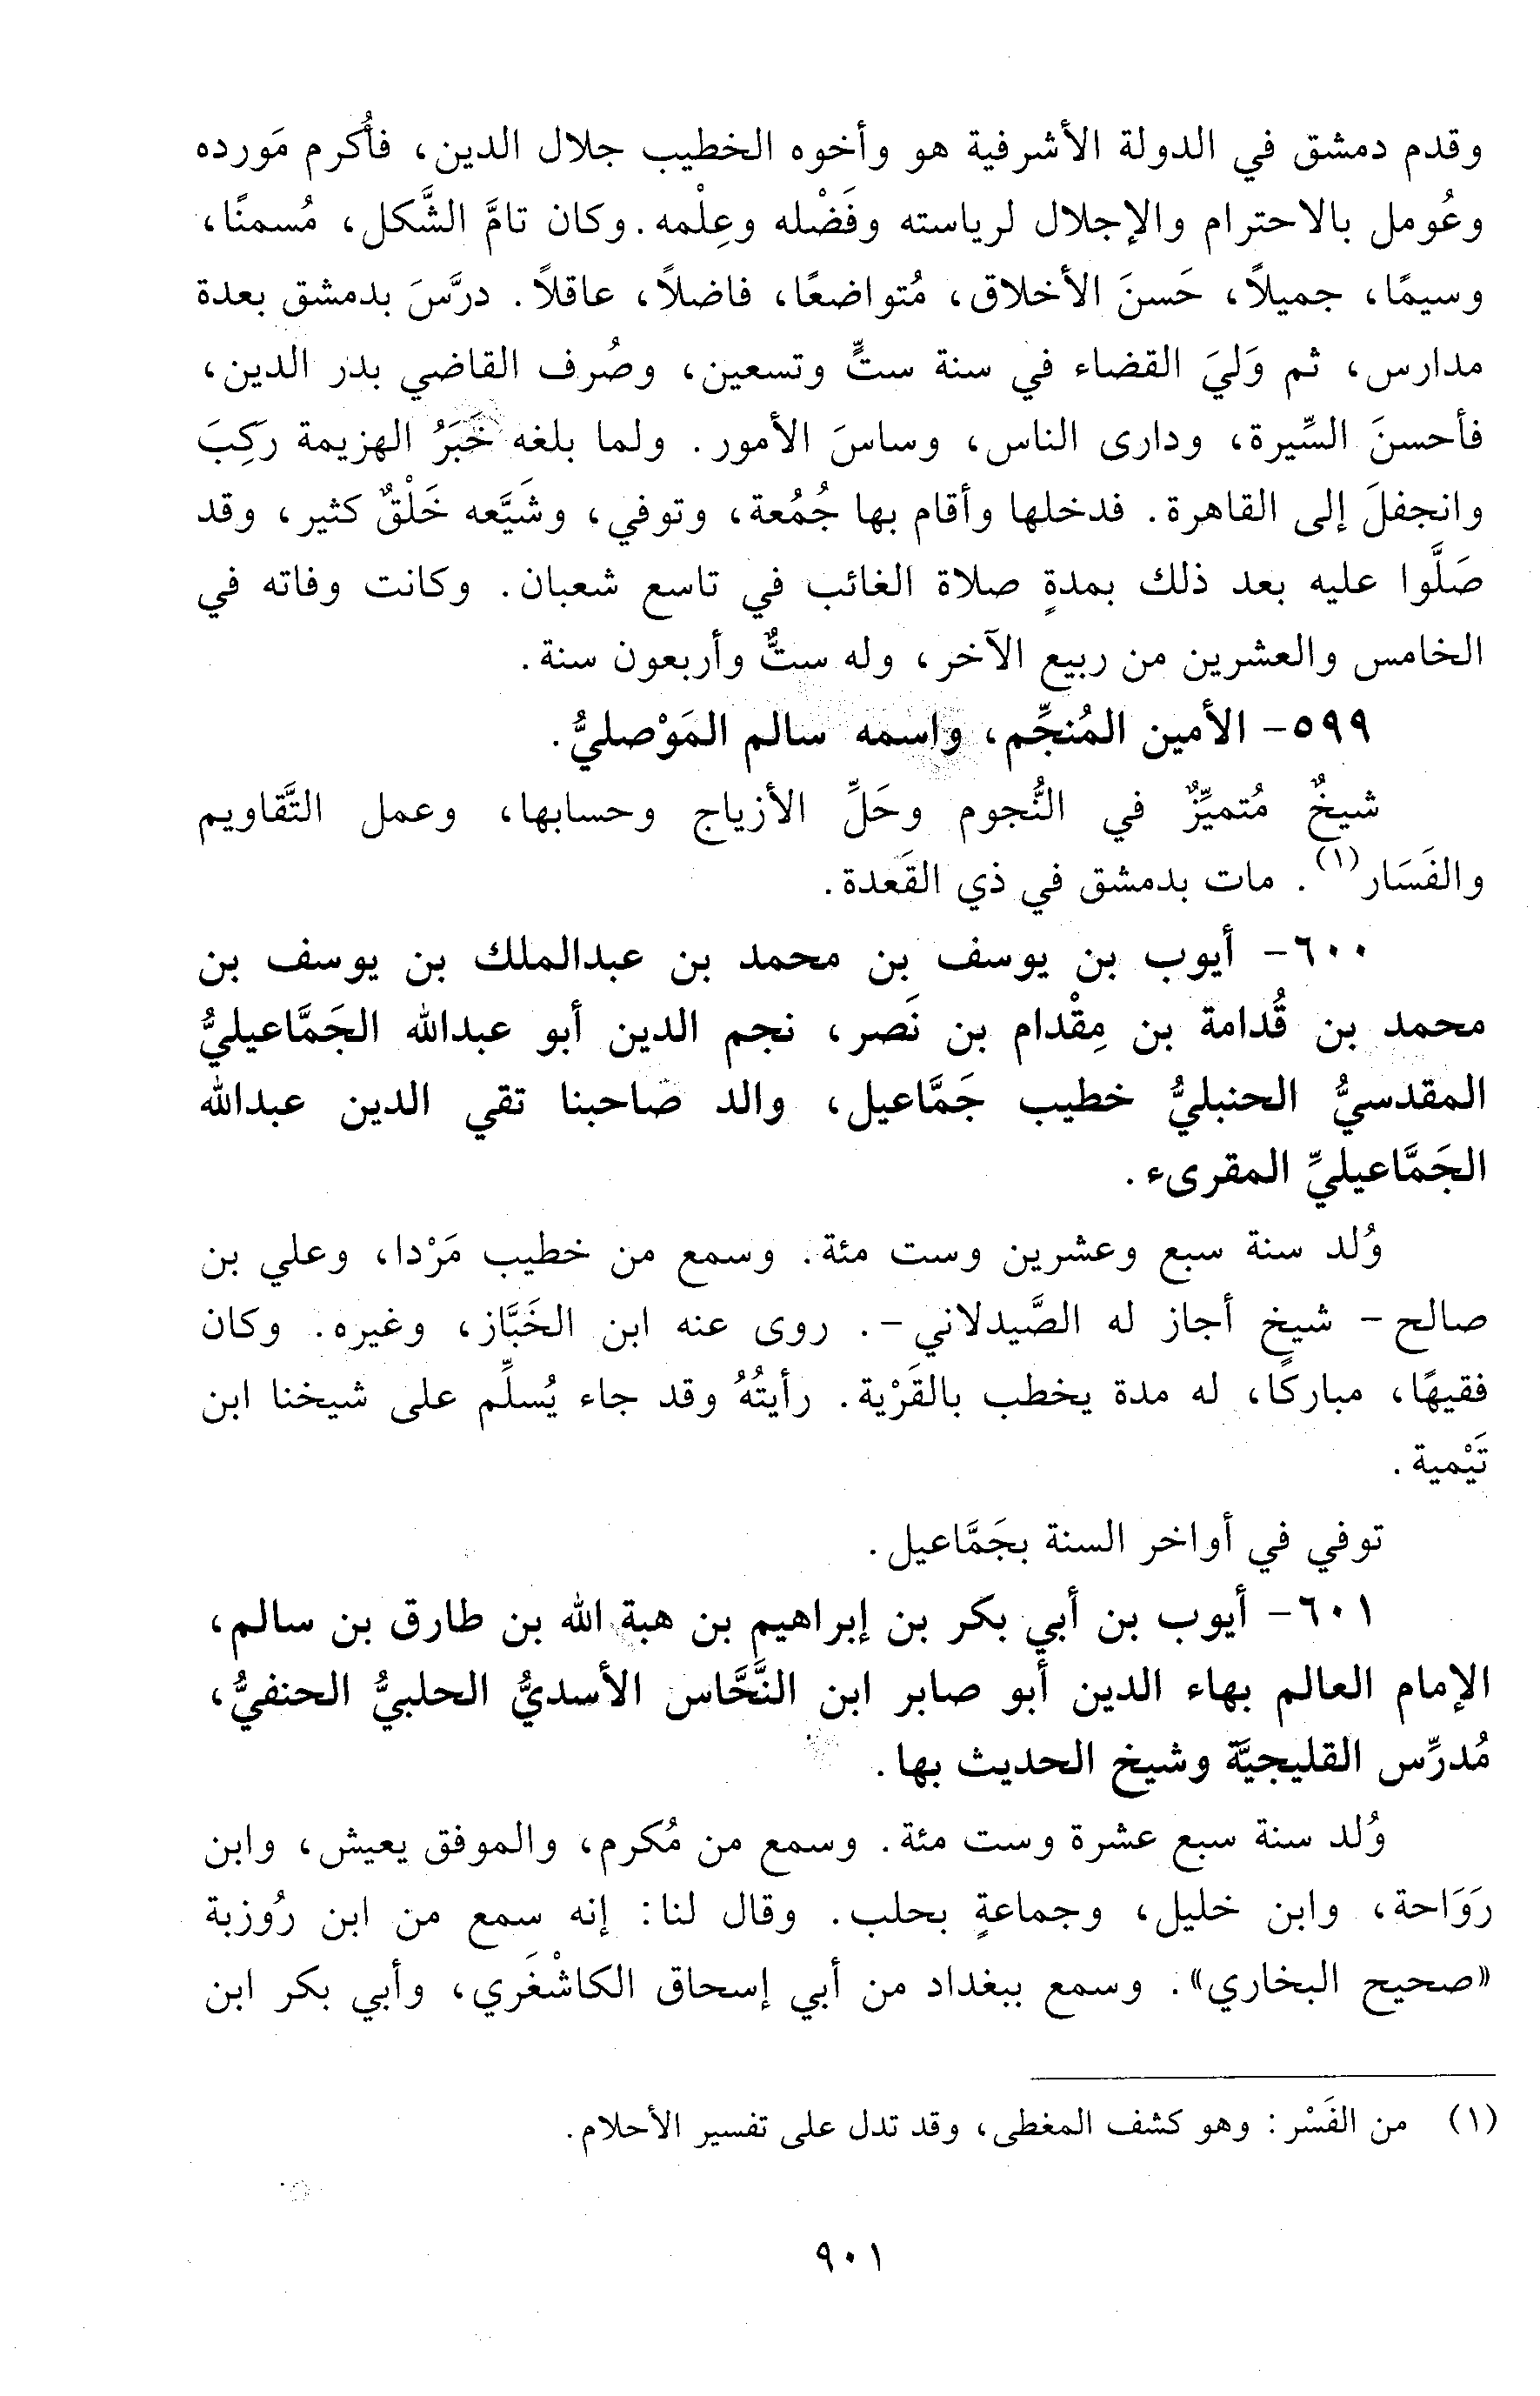 وقدم دمشق في الدولة الأشرفية هو وأخوه الخطيب جلال الدين، فأُكرم مَورده
وعُومل بالاحترام والإجلال لرياسته وفَضْله وعِلْمه. وكان تامَّ الشَّكل، مُسمنًا،
وسيمًا، جميلاً، حَسنَ الأخلاق، مُتواضعًا، فاضلاً، عاقلاً. درَّسَ بدمشق بعدة
مدارس، ثم وَليَ القضاء في سنة ستٍّ وتسعين، وصُرف القاضي بدر الدين،
فأحسنَ السِّيرة، ودارى الناس، وساسَ الأمور. ولما بلغه خَبَرُ الهزيمة ركِبَ
وانجفلَ إلى القاهرة. فدخلها وأقام بها جُمُعة، وتوفي، وشَيَّعه خَلْقٌ كثير، وقد
صَلَّوا عليه بعد ذلك بمدةٍ صلاة الغائب في تاسع شعبان. وكانت وفاته في
الخامس والعشرين من ربيع الآخر، وله ستٌّ وأربعون سنة.
٥٩٩- الأمين المُنجِّم، واسمه سالم المَوْصليُّ.
شيخٌ مُتميِّزٌ في النُّجوم وحَلِّ الأزياج وحسابها، وعمل التَّقاويم
والفَسَار(١). مات بدمشق في ذي القَعدة.
٦٠٠- أيوب بن يوسف بن محمد بن عبدالملك بن يوسف بن
محمد بن قُدامة بن مِقْدام بن نَصر، نجم الدين أبو عبدالله الجَمَّاعيليُّ
المقدسيُّ الحنبليُّ خطيب جَمَّاعيل، والد صاحبنا تقي الدين عبدالله
الجَمَّاعيليِّ المقرىء.
وُلد سنة سبع وعشرين وست مئة. وسمع من خطيب مَرْدا، وعلي بن
صالح - شيخ أجاز له الصَّيدلاني -. روى عنه ابن الخَبَّاز، وغيره. وكان
فقيهًا، مباركًا، له مدة يخطب بالقَرْية. رأيتُهُ وقد جاء يُسلِّم على شيخنا ابن
تَيْمية.
توفي في أواخر السنة بجَمَّاعيل.
٦٠١- أيوب بن أبي بكر بن إبراهيم بن هبة الله بن طارق بن سالم،
الإمام العالم بهاء الدين أبو صابر ابن النَّحَّاس الأسديُّ الحلبيُّ الحنفيُّ،
مُدرِّس القليجيَّة وشيخ الحديث بها.
وُلد سنة سبع عشرة وست مئة. وسمع من مُكرم، والموفق يعيش، وابن
رَوَاحة، وابن خليل، وجماعةٍ بحلب. وقال لنا: إنه سمع من ابن رُوزبة
«صحيح البخاري». وسمع ببغداد من أبي إسحاق الكاشْغَري، وأبي بكر ابن
(١) من الفَسْر: وهو كشف المغطى، وقد تدل على تفسير الأحلام.
٩٠١